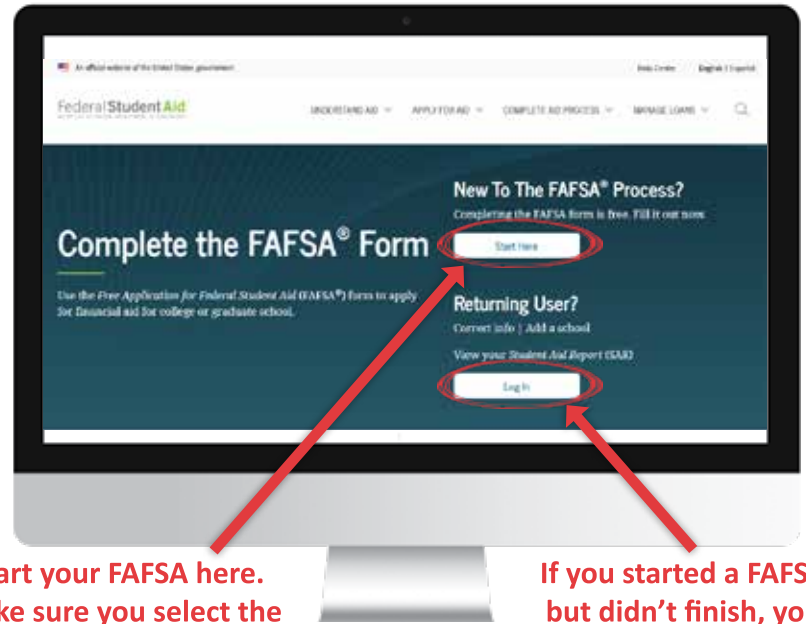 An official website of the United States government
Help Center English | Español
Federal Student Aid
UNDERSTAND AID APPLY FOR AID COMPLETE AID PROCESS MANAGE LOANS
New To The FAFSA® Process?
Completing the FAFSA form is free. Fill it out now.
Start Here
Complete the FAFSA® Form
Use the Free Application for Federal Student Aid (FAFSA®) form to apply
for financial aid for college or graduate school.
Returning User?
Correct info | Add a school
View your Student Aid Report (SAR)
Log In
art your FAFSA here.
ke sure you select the
If you started a FAFS
but didn't finish, yo